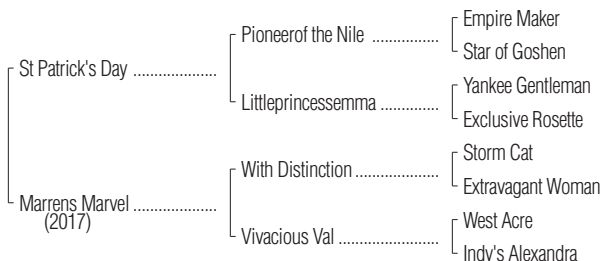 Empire Maker
Pioneerof the Nile ................
Star of Goshen
St Patrick's Day ....................
Yankee Gentleman
Littleprincessemma ..............
Exclusive Rosette
Storm Cat
With Distinction ....................
Extravagant Woman
Marrens Marvel ....................
(2017)
West Acre
Vivacious Val ........................
Indy's Alexandra